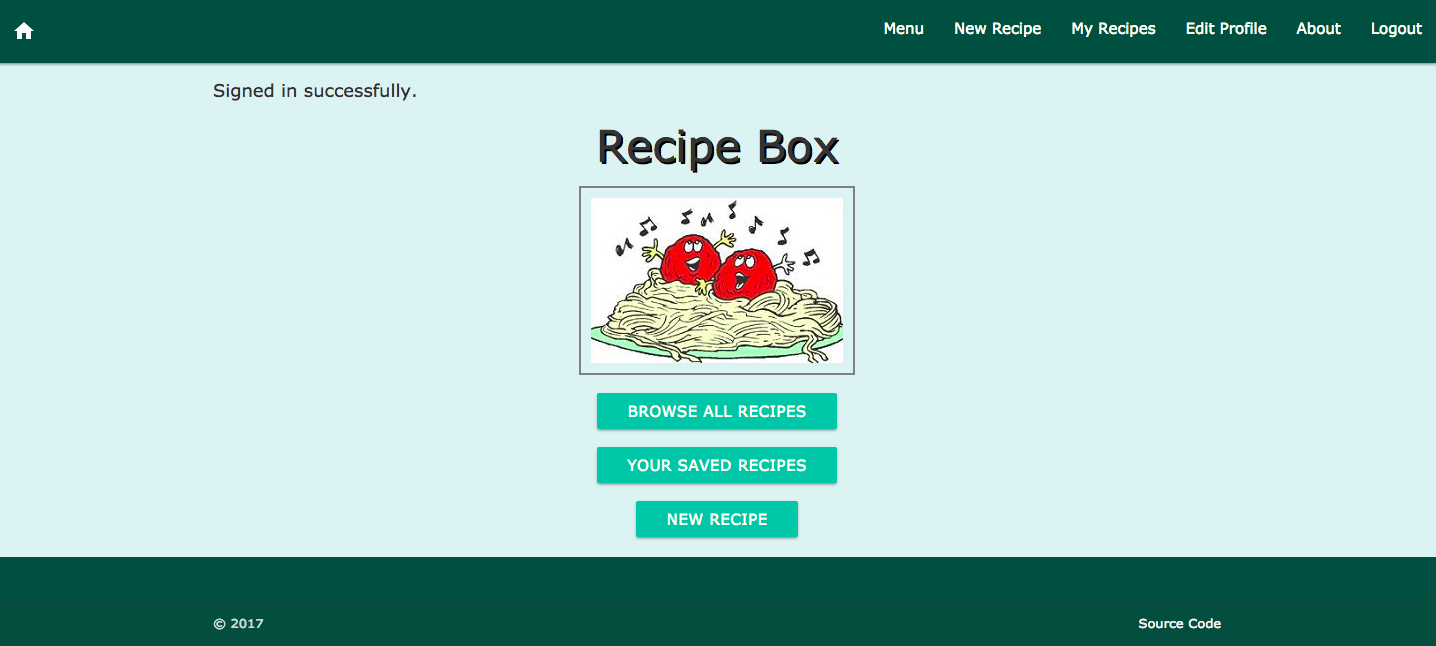 Menu New Recipe My Recipes Edit Profile About Logout
Signed in successfully.
Recipe Box
BROWSE ALL RECIPES
YOUR SAVED RECIPES
NEW RECIPE
© 2017 Source Code